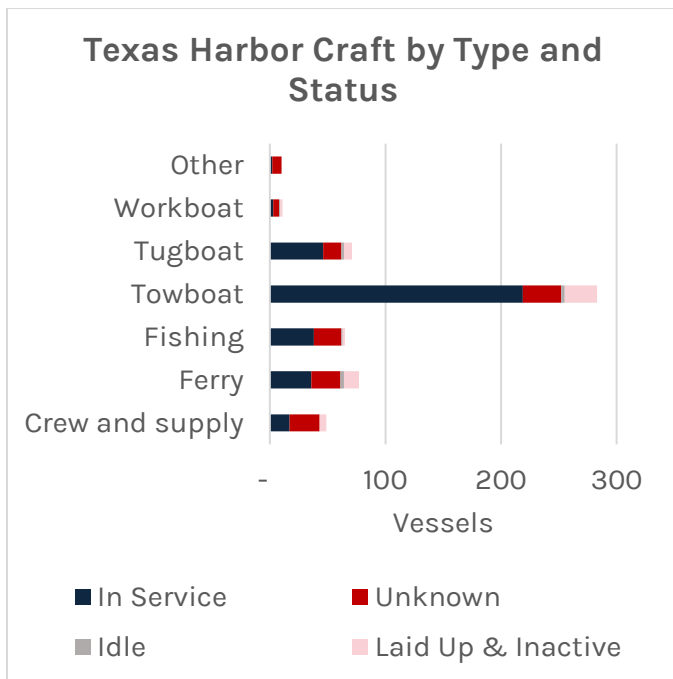 Texas Harbor Craft by Type and
Status
Other
Workboat
Tugboat
Towboat
Fishing
Ferry
Crew and supply
- 100 200 300
Vessels
In Service Unknown
Idle Laid Up & Inactive